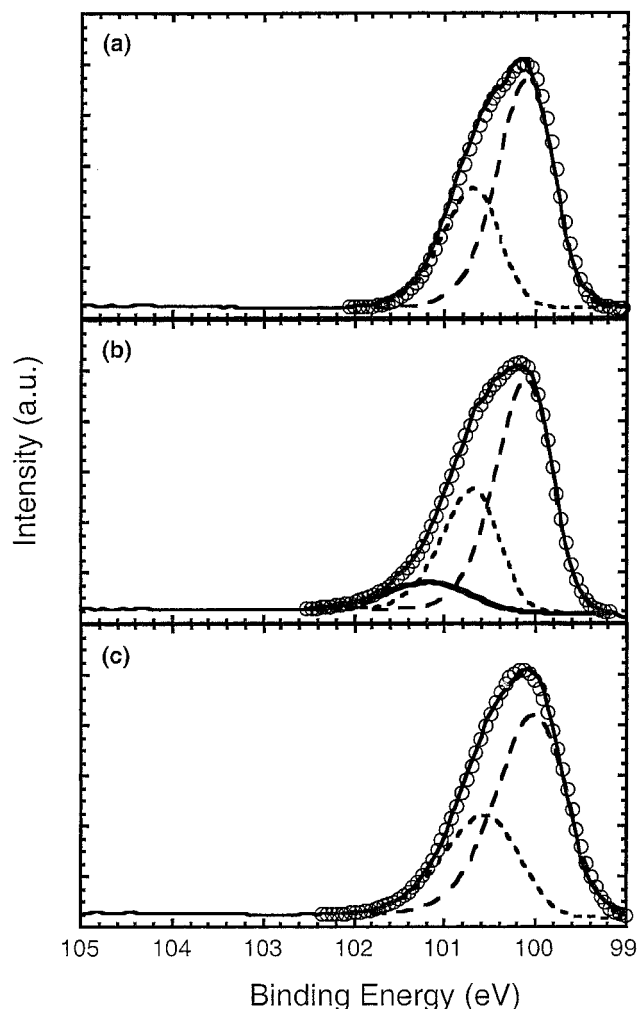 (a)
(b)
(c)
Intensity (a.u.)
105 104 103 102 101 100 99
Binding Energy (eV)